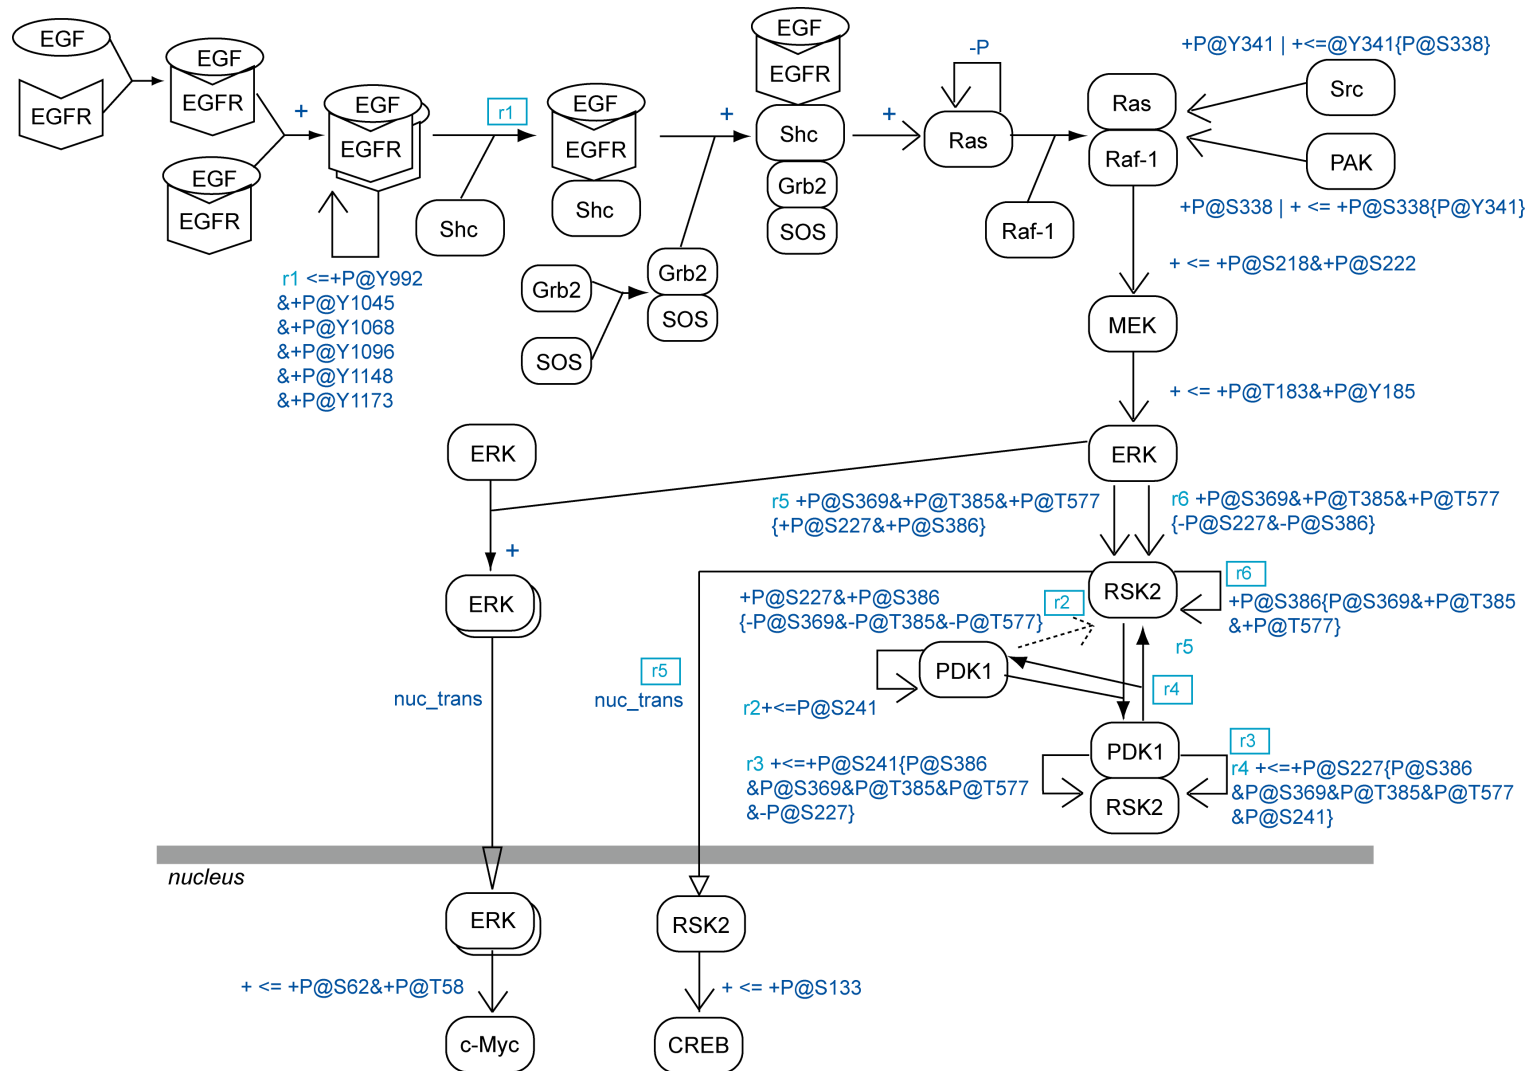 EGF
EGFR
EGF
EGFR
EGF
EGFR
+
EGF
EGFR
r1 <=+P@Y992
&+P@Y1045
&+P@Y1068
&+P@Y1096
&+P@Y1148
&+P@Y1173
r1
Shc
EGF
EGFR
Shc
Grb2
SOS
Grb2
SOS
+
EGF
EGFR
Shc
Grb2
SOS
+
-P
Ras
Raf-1
Ras
Raf-1
+P@Y341 | +<=@Y341{P@S338}
Src
PAK
+P@S338 | + <= +P@S338{P@Y341}
+ <= +P@S218&+P@S222
MEK
+ <= +P@T183&+P@Y185
ERK
ERK
r5 +P@S369&+P@T385&+P@T577
{+P@S227&+P@S386}
r6 +P@S369&+P@T385&+P@T577
{-P@S227&-P@S386}
+
ERK
RSK2
r6
+P@S386{P@S369&+P@T385
&+P@T577}
+P@S227&+P@S386
{-P@S369&-P@T385&-P@T577}
r2
r5
PDK1
r4
r2+<=P@S241
nuc_trans
r5
nuc_trans
PDK1
RSK2
r3 +<=+P@S241{P@S386
&P@S369&P@T385&P@T577
&-P@S227}
r3
r4 +<=+P@S227{P@S386
&P@S369&P@T385&P@T577
&P@S241}
nucleus
ERK
RSK2
+ <= +P@S62&+P@T58
+ <= +P@S133
c-Myc
CREB